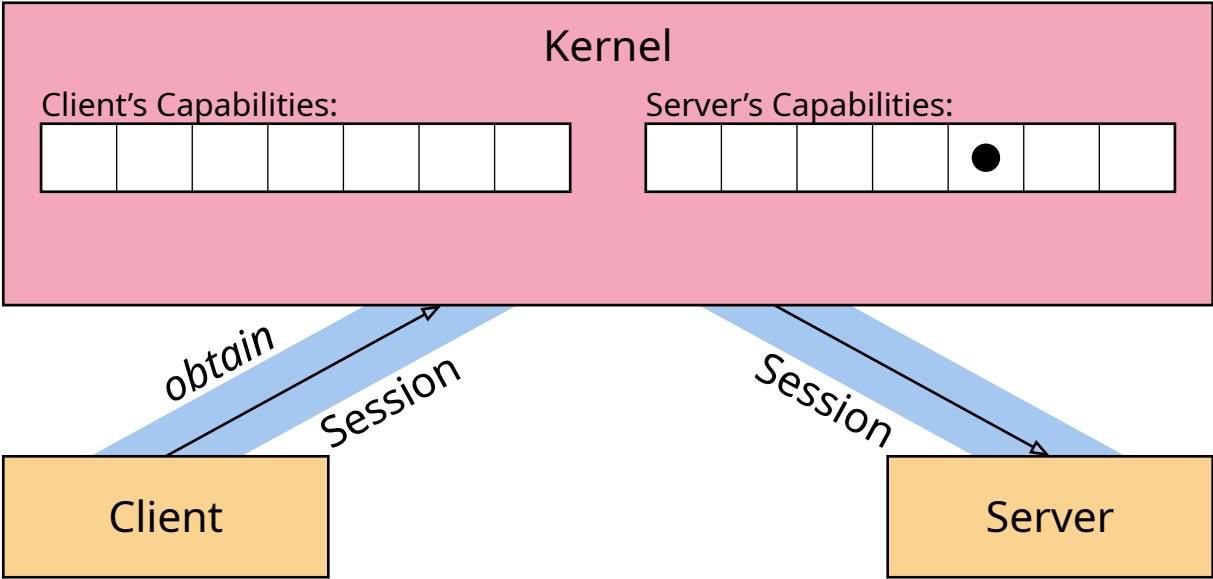 Kernel
Client’s Capabilities:
Server’s Capabilities:
obtain
Session
Session
Client
Server